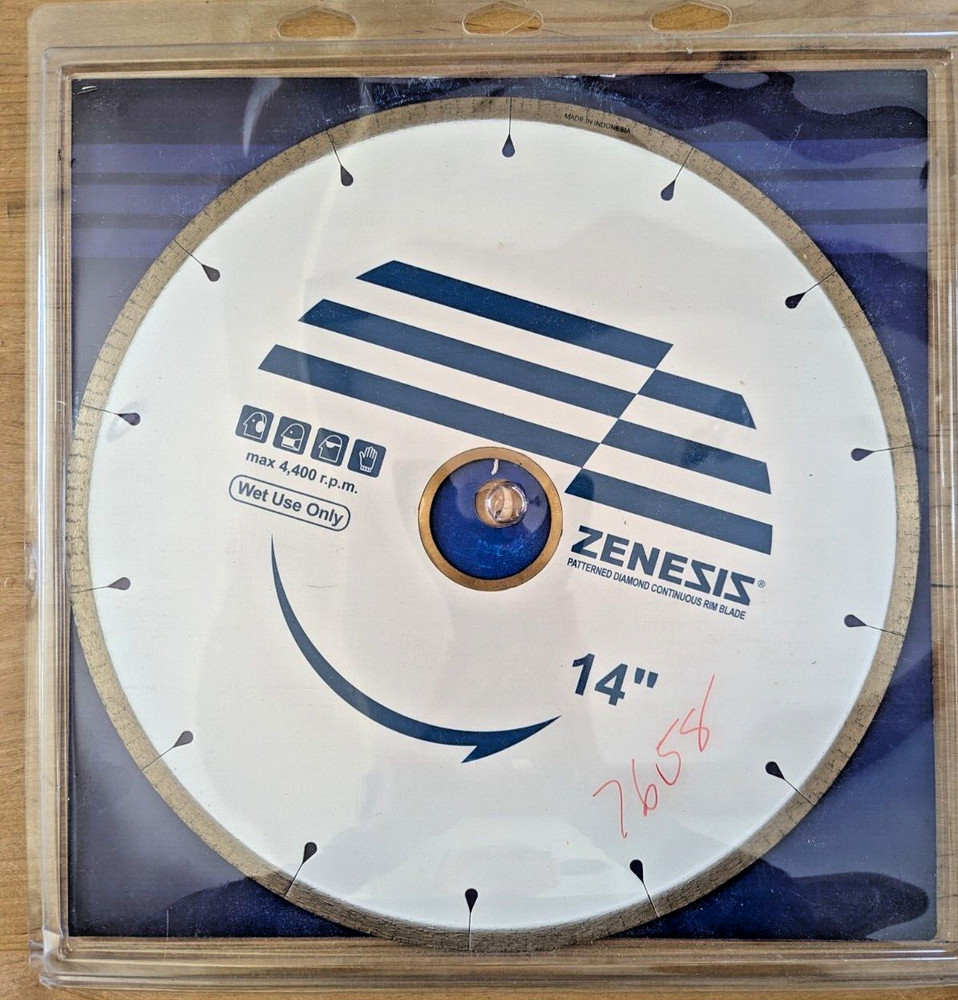 MADE IN INDONESIA
max 4,400 r.p.m.
Wet Use Only
ZENESIS®
PATTERNED DIAMOND CONTINUOUS RIM BLADE
14"
7658